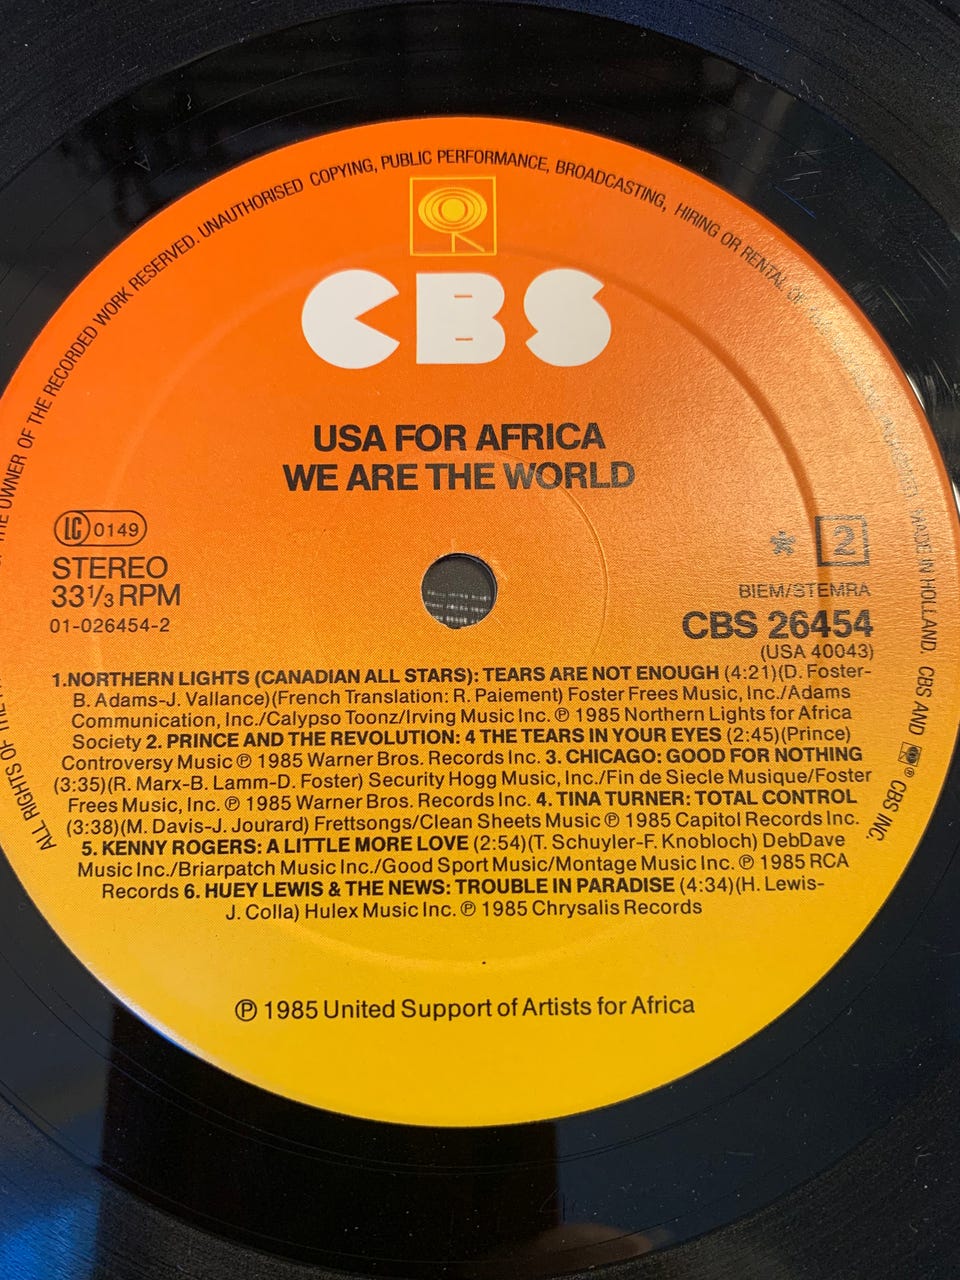 ALL RIGHTS OF THE OWNER OF THE RECORDED WORK RESERVED. UNAUTHORISED COPYING, PUBLIC PERFORMANCE, BROADCASTING, HIRING OR RENTAL OF MADE IN HOLLAND. CBS AND ® CBS INC.
CBS
USA FOR AFRICA
WE ARE THE WORLD
LC 0149
STEREO
33⅓ RPM
01-026454-2
* 2
BIEM/STEMRA
CBS 26454
(USA 40043)
1.NORTHERN LIGHTS (CANADIAN ALL STARS): TEARS ARE NOT ENOUGH (4:21)(D. Foster-
B. Adams-J. Vallance)(French Translation: R. Paiement) Foster Frees Music, Inc./Adams
Communication, Inc./Calypso Toonz/Irving Music Inc. ℗ 1985 Northern Lights for Africa
Society 2. PRINCE AND THE REVOLUTION: 4 THE TEARS IN YOUR EYES (2:45)(Prince)
Controversy Music ℗ 1985 Warner Bros. Records Inc. 3. CHICAGO: GOOD FOR NOTHING
(3:35)(R. Marx-B. Lamm-D. Foster) Security Hogg Music, Inc./Fin de Siecle Musique/Foster
Frees Music, Inc. ℗ 1985 Warner Bros. Records Inc. 4. TINA TURNER: TOTAL CONTROL
(3:38)(M. Davis-J. Jourard) Frettsongs/Clean Sheets Music ℗ 1985 Capitol Records Inc.
5. KENNY ROGERS: A LITTLE MORE LOVE (2:54)(T. Schuyler-F. Knobloch) DebDave
Music Inc./Briarpatch Music Inc./Good Sport Music/Montage Music Inc. ℗ 1985 RCA
Records 6. HUEY LEWIS & THE NEWS: TROUBLE IN PARADISE (4:34)(H. Lewis-
J. Colla) Hulex Music Inc. ℗ 1985 Chrysalis Records
℗ 1985 United Support of Artists for Africa